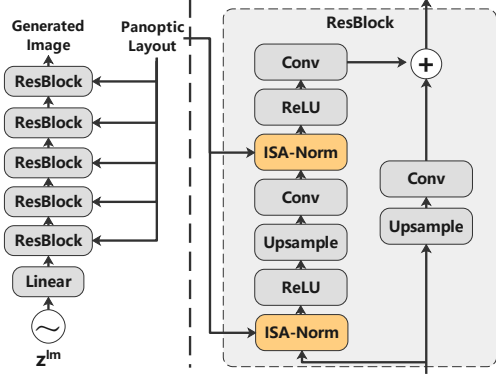 Generated
Image
Panoptic
Layout
ResBlock
ResBlock
ResBlock
ResBlock
ResBlock
Linear
z^Im
ResBlock
Conv
+
ReLU
ISA-Norm
Conv
Upsample
ReLU
ISA-Norm
Conv
Upsample